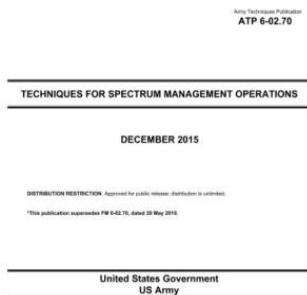 Army Techniques Publication
ATP 6-02.70
TECHNIQUES FOR SPECTRUM MANAGEMENT OPERATIONS
DECEMBER 2015
DISTRIBUTION RESTRICTION: Approved for public release; distribution is unlimited.
*This publication supersedes FM 6-02.70, dated 20 May 2010.
United States Government
US Army